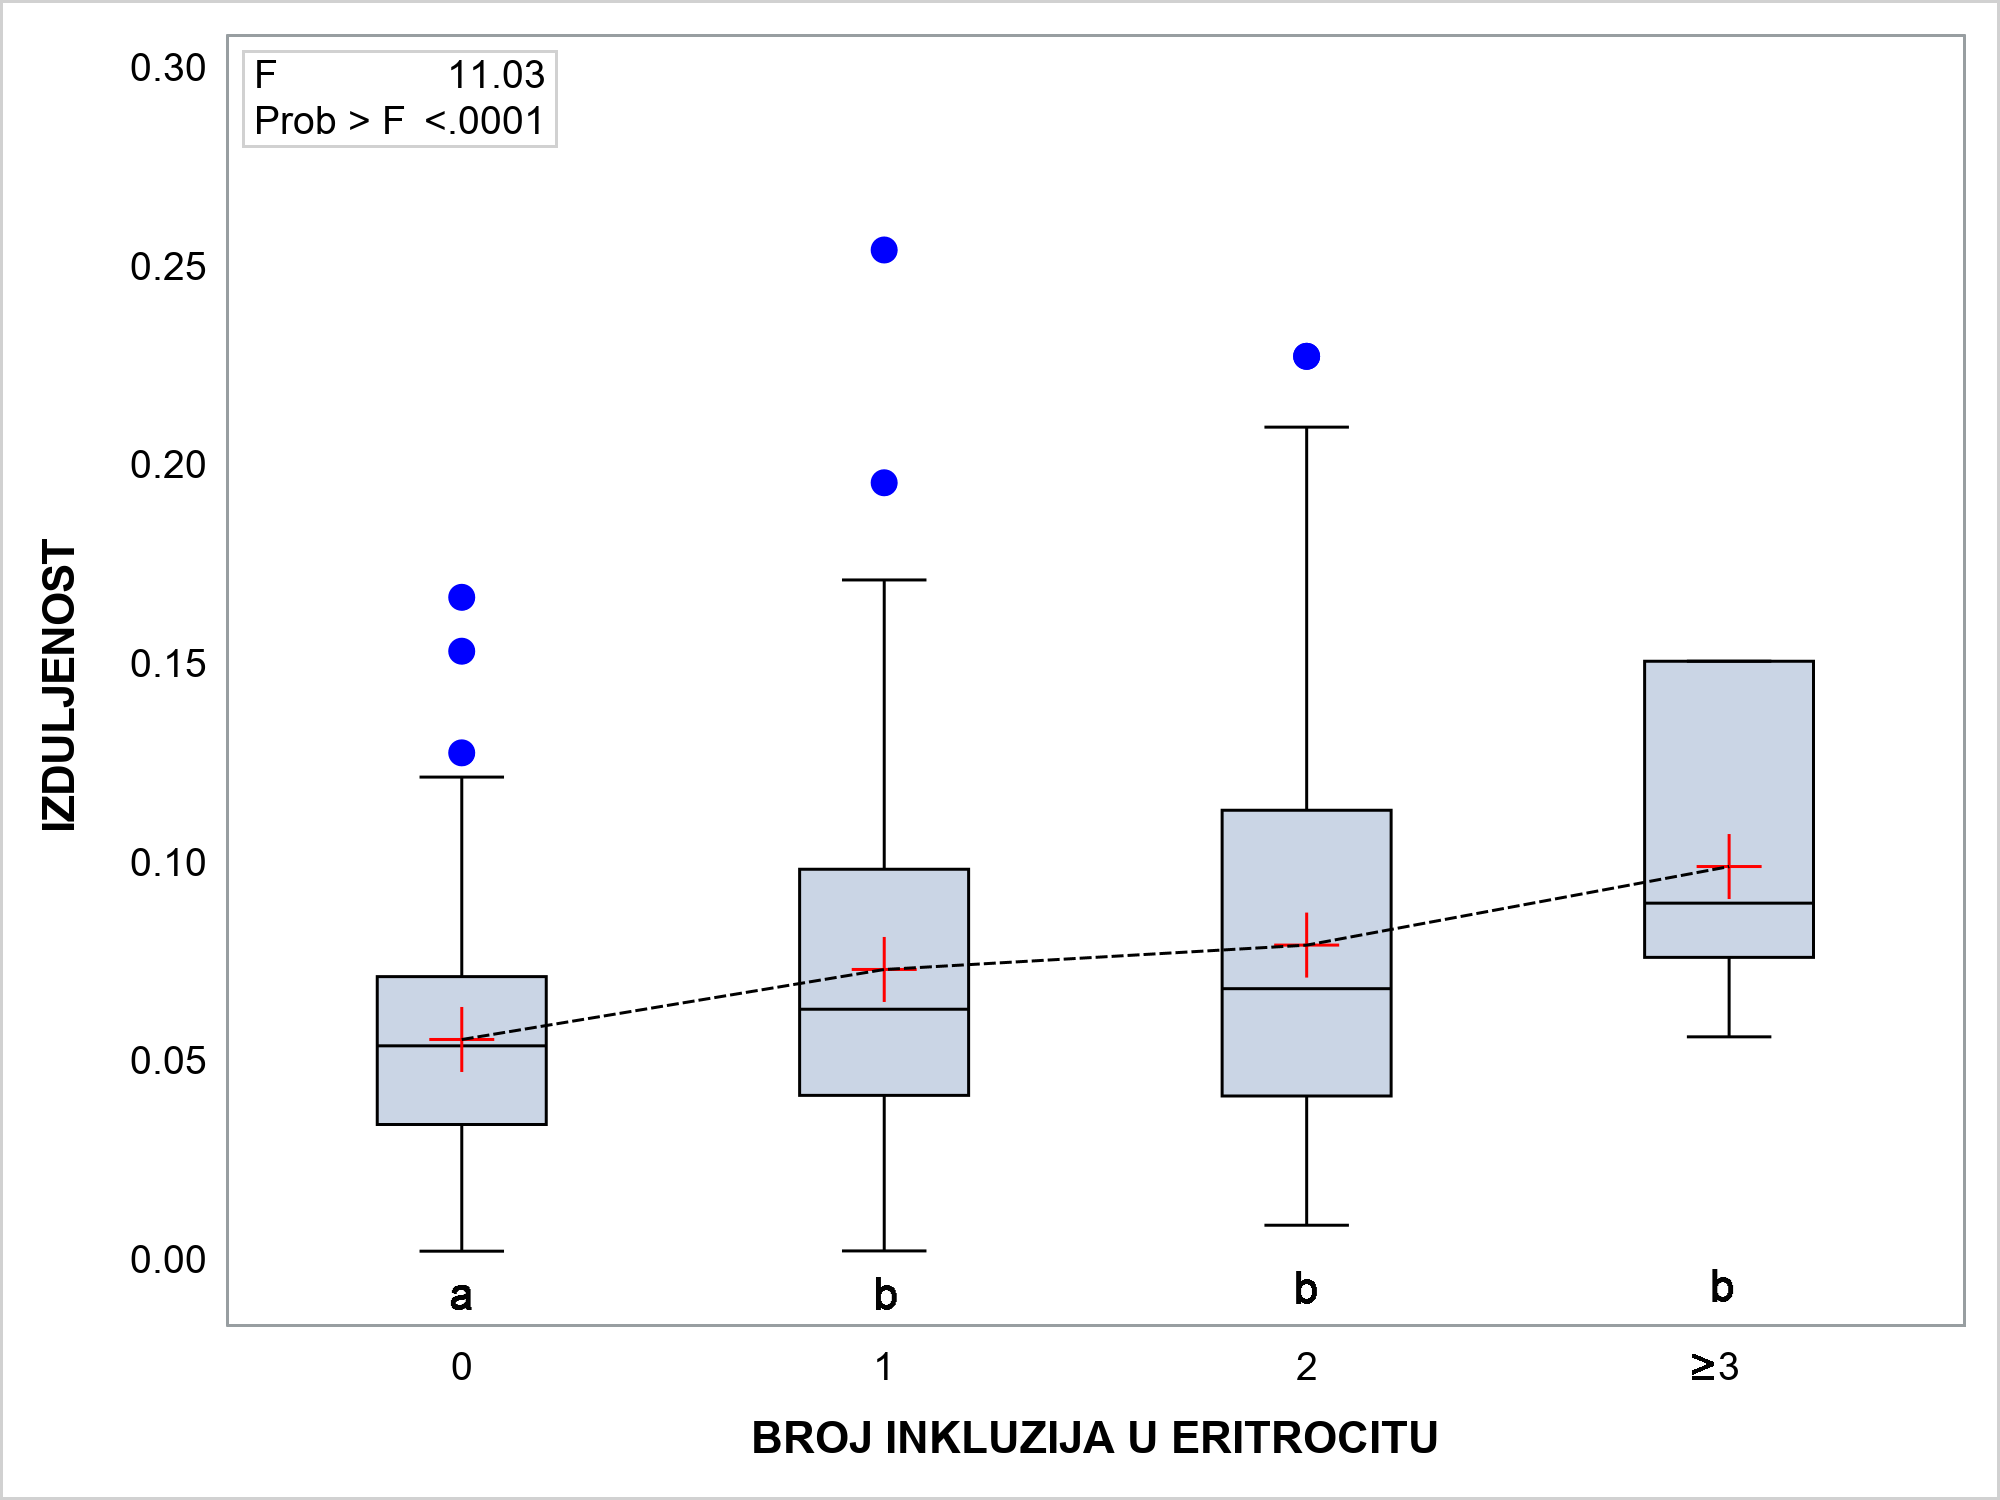 F 11.03
Prob > F <.0001
0.30
0.25
0.20
0.15
0.10
0.05
0.00
IZDULJENOST
a b b b
0 1 2 ≥3
BROJ INKLUZIJA U ERITROCITU